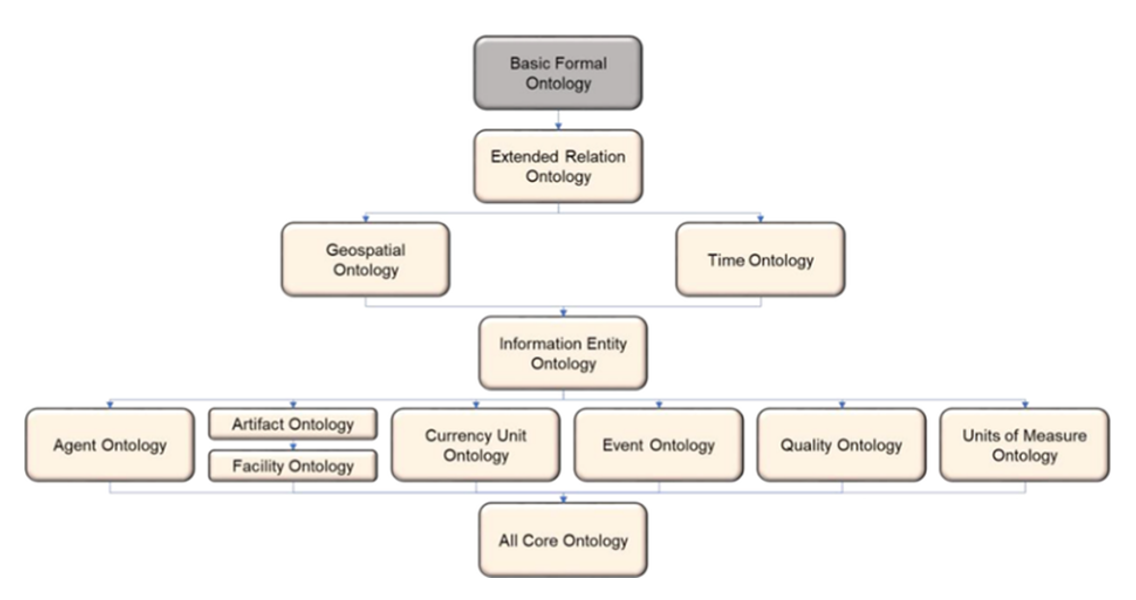 Basic Formal
Ontology
Extended Relation
Ontology
Geospatial
Ontology
Time Ontology
Information Entity
Ontology
Agent Ontology
Artifact Ontology
Facility Ontology
Currency Unit
Ontology
Event Ontology
Quality Ontology
Units of Measure
Ontology
All Core Ontology